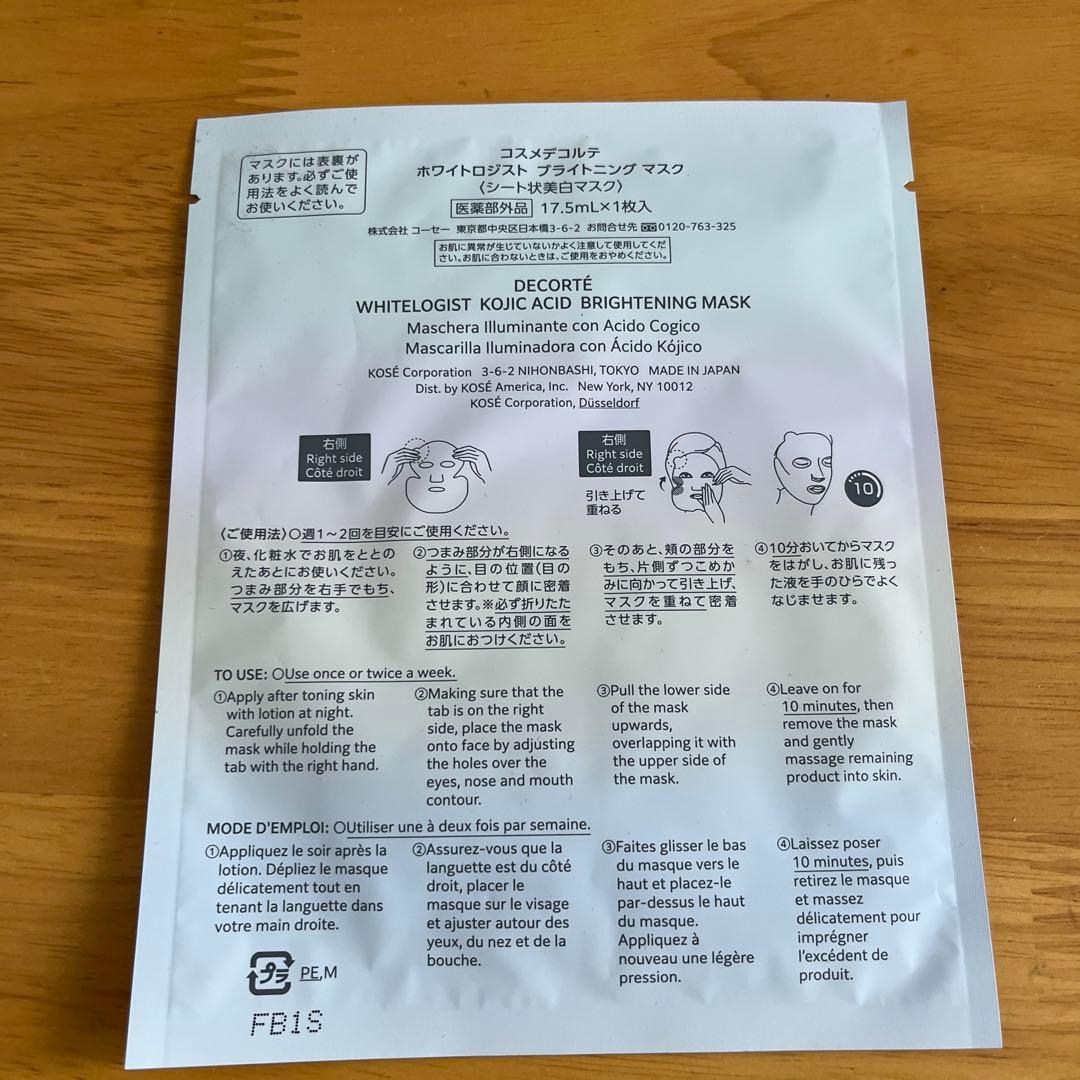 マスクには表裏が
あります。必ずご使
用法をよく読んで
お使いください。
コスメデコルテ
ホワイトロジスト ブライトニング マスク
〈シート状美白マスク〉
医薬部外品 17.5mL×1枚入
株式会社 コーセー 東京都中央区日本橋3-6-2 お問合せ先 0120-763-325
お肌に異常が生じていないかよく注意して使用してくだ
さい。お肌に合わないときは、ご使用をおやめください。
DECORTÉ
WHITELOGIST KOJIC ACID BRIGHTENING MASK
Maschera Illuminante con Acido Cogico
Mascarilla Iluminadora con Ácido Kójico
KOSÉ Corporation 3-6-2 NIHONBASHI, TOKYO MADE IN JAPAN
Dist. by KOSÉ America, Inc. New York, NY 10012
KOSÉ Corporation, Düsseldorf
右側
Right side
Côté droit
右側
Right side
Côté droit
引き上げて
重ねる
10
〈ご使用法〉○週1～2回を目安にご使用ください。
①夜、化粧水でお肌をととの
えたあとにお使いください。
つまみ部分を右手でもち、
マスクを広げます。
②つまみ部分が右側になる
ように、目の位置(目の
形)に合わせて顔に密着
させます。※必ず折りたた
まれている内側の面を
お肌におつけください。
③そのあと、頬の部分を
もち、片側ずつこめか
みに向かって引き上げ、
マスクを重ねて密着
させます。
④10分おいてからマスク
をはがし、お肌に残っ
た液を手のひらでよく
なじませます。
TO USE: ○Use once or twice a week.
①Apply after toning skin
with lotion at night.
Carefully unfold the
mask while holding the
tab with the right hand.
②Making sure that the
tab is on the right
side, place the mask
onto face by adjusting
the holes over the
eyes, nose and mouth
contour.
③Pull the lower side
of the mask
upwards,
overlapping it with
the upper side of
the mask.
④Leave on for
10 minutes, then
remove the mask
and gently
massage remaining
product into skin.
MODE D'EMPLOI: ○Utiliser une à deux fois par semaine.
①Appliquez le soir après la
lotion. Dépliez le masque
délicatement tout en
tenant la languette dans
votre main droite.
②Assurez-vous que la
languette est du côté
droit, placer le
masque sur le visage
et ajuster autour des
yeux, du nez et de la
bouche.
③Faites glisser le bas
du masque vers le
haut et placez-le
par-dessus le haut
du masque.
Appliquez à
nouveau une légère
pression.
④Laissez poser
10 minutes, puis
retirez le masque
et massez
délicatement pour
imprégner
l'excédent de
produit.
プラ PE,M
FB1S